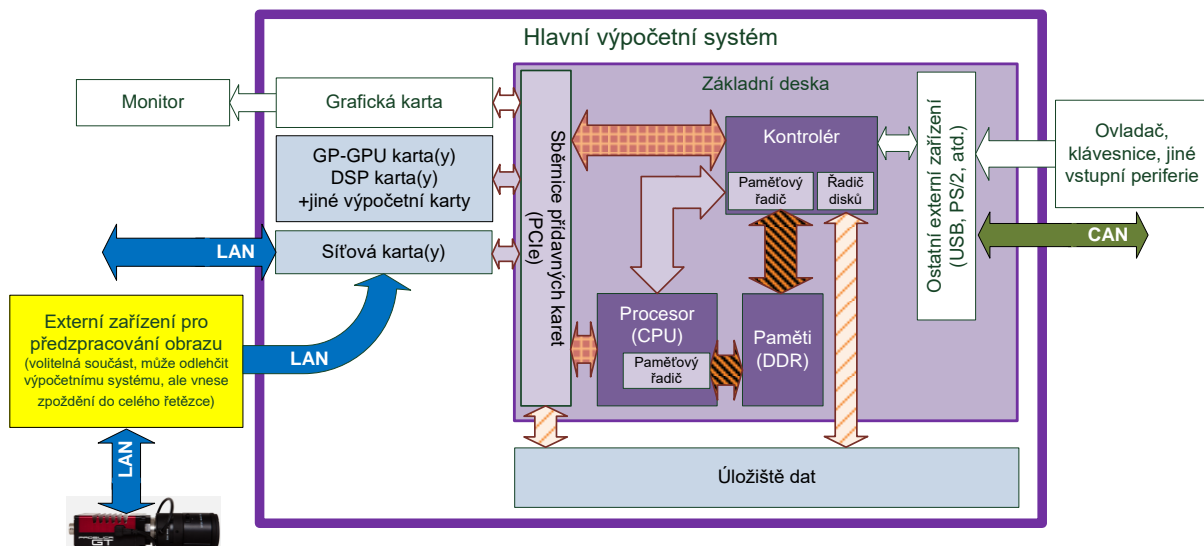 Hlavní výpočetní systém
Monitor
Grafická karta
GP-GPU karta(y)
DSP karta(y)
+jiné výpočetní karty
LAN
Síťová karta(y)
Externí zařízení pro
předzpracování obrazu
(volitelná součást, může odlehčit
výpočetnímu systému, ale vnese
zpoždění do celého řetězce)
LAN
LAN
PROSILICA
GT
Základní deska
Sběrnice přídavných karet
(PCIe)
Kontrolér
Paměťový
řadič
Řadič
disků
Procesor
(CPU)
Paměťový
řadič
Paměti
(DDR)
Úložiště dat
Ostatní externí zařízení
(USB, PS/2, atd.)
Ovladač,
klávesnice, jiné
vstupní periferie
CAN